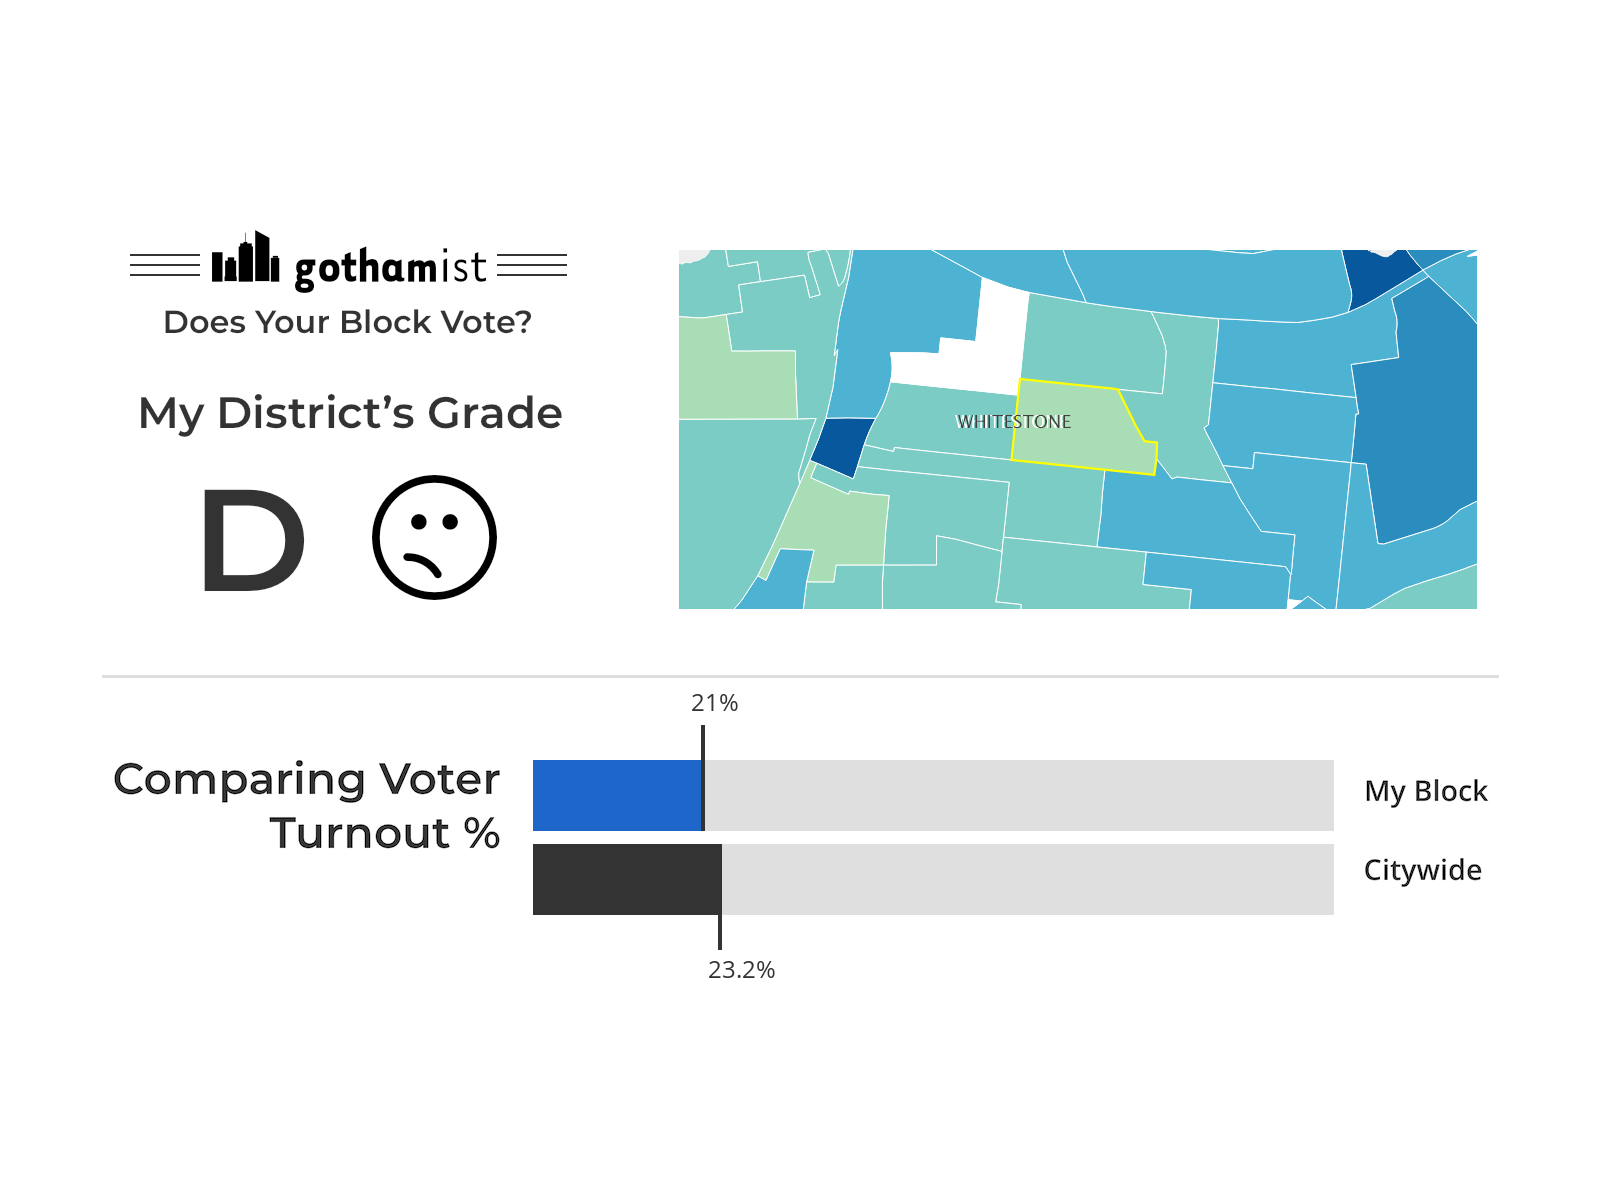 gothamist
Does Your Block Vote?
My District’s Grade
D
WHITESTONE
21%
Comparing Voter
Turnout %
My Block
Citywide
23.2%